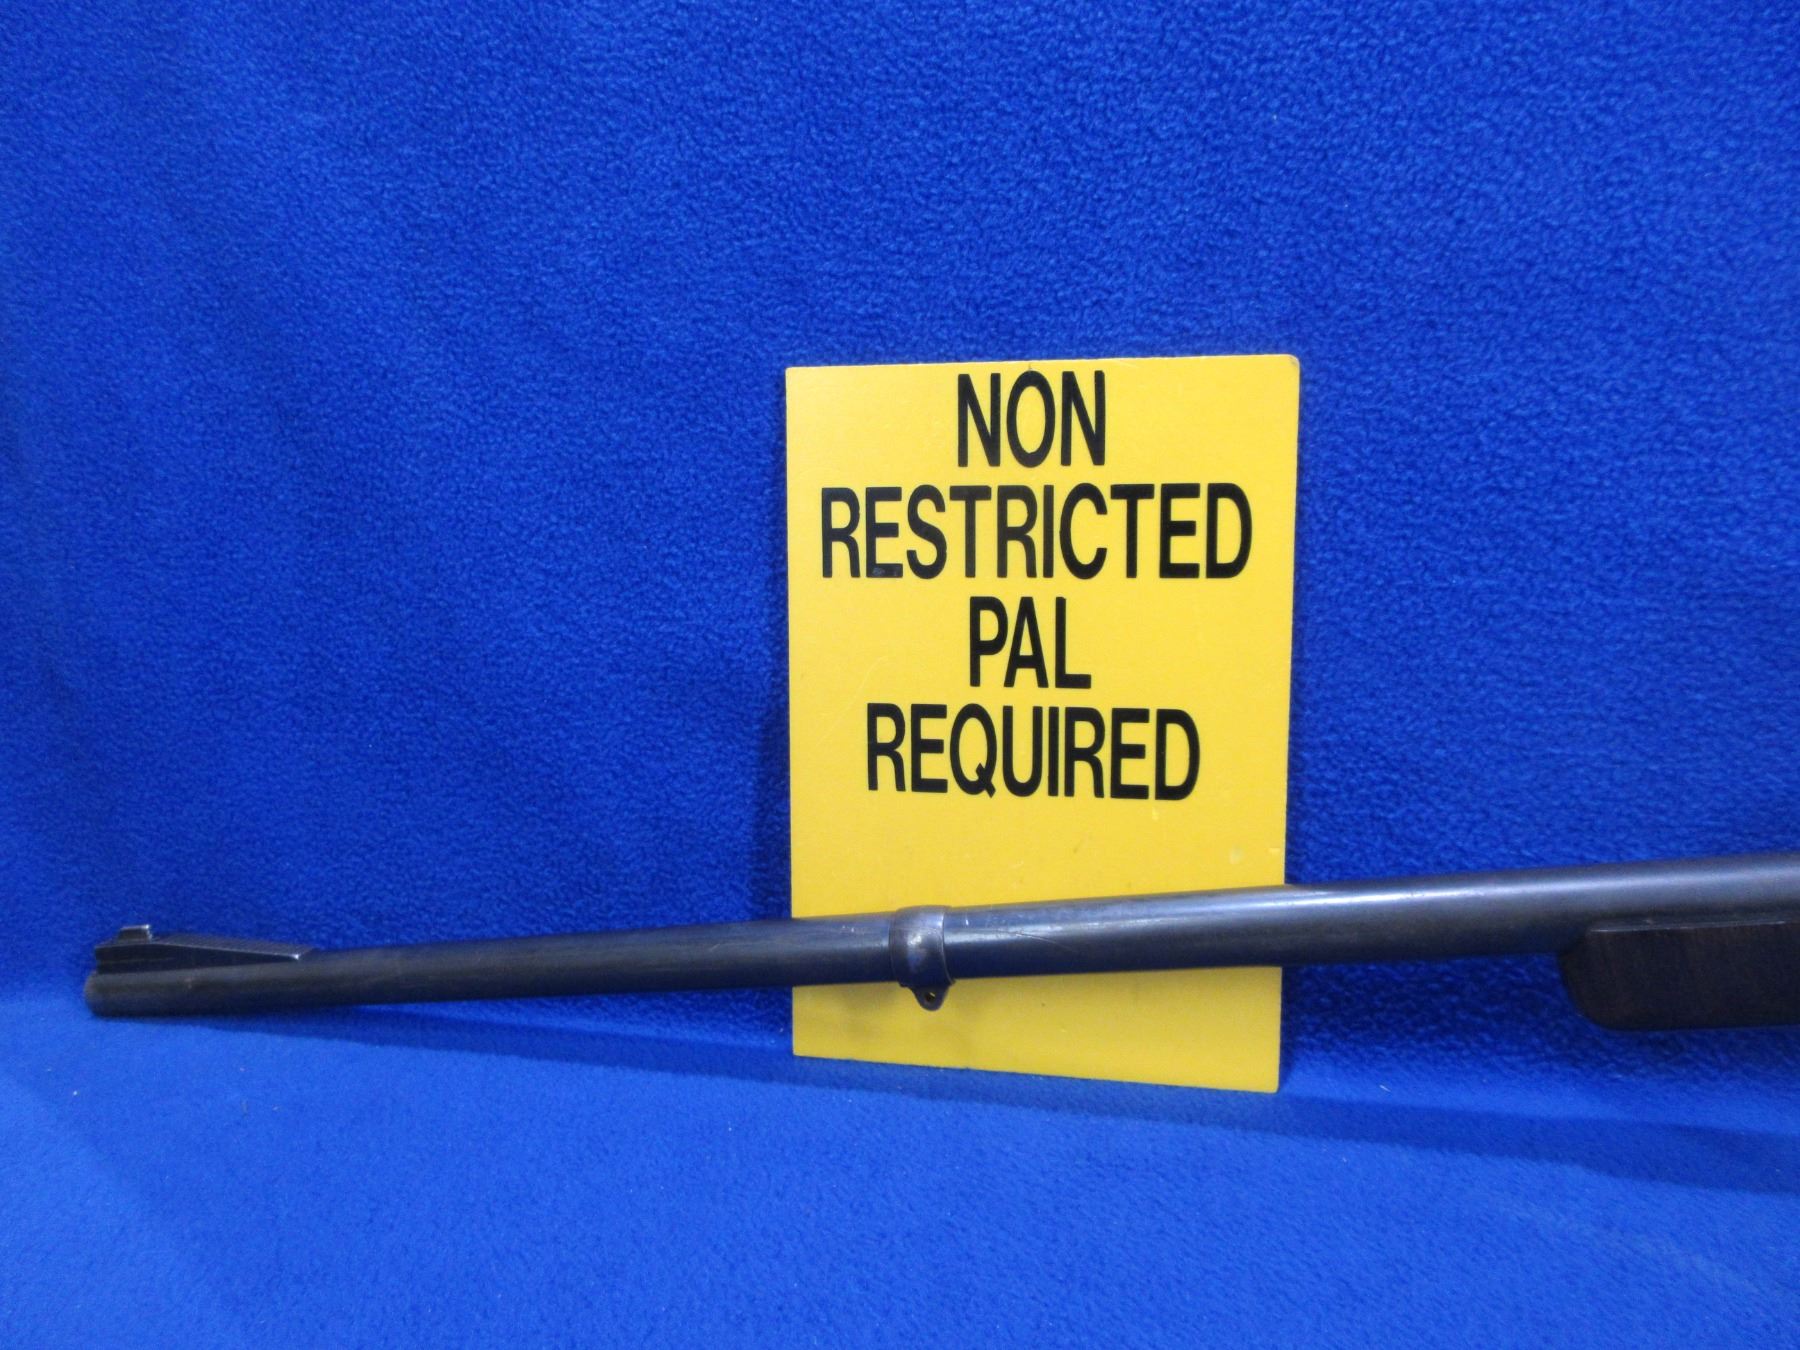 NON
RESTRICTED
PAL
REQUIRED